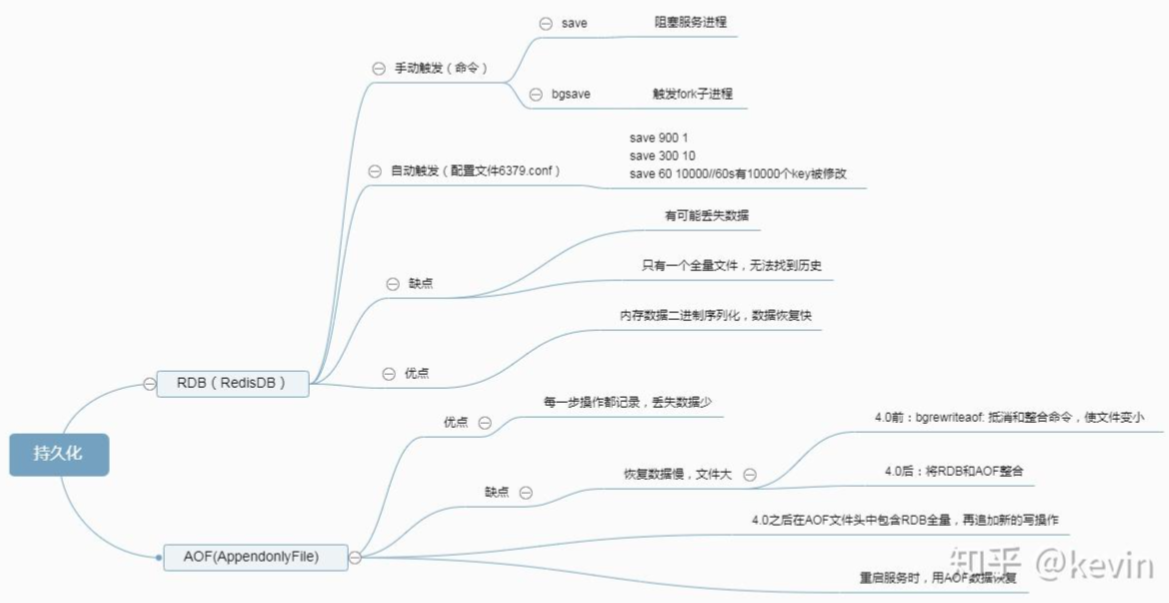 save
阻塞服务进程
手动触发（命令）
bgsave
触发fork子进程
save 900 1
save 300 10
save 60 10000//60s有10000个key被修改
自动触发（配置文件6379.conf）
有可能丢失数据
缺点
只有一个全量文件，无法找到历史
内存数据二进制序列化，数据恢复快
优点
RDB（RedisDB）
持久化
优点
每一步操作都记录，丢失数据少
缺点
恢复数据慢，文件大
4.0前：bgrewriteaof: 抵消和整合命令，使文件变小
4.0后：将RDB和AOF整合
4.0之后在AOF文件头中包含RDB全量，再追加新的写操作
AOF(AppendonlyFile)
重启服务时，用AOF数据恢复
知乎 @kevin